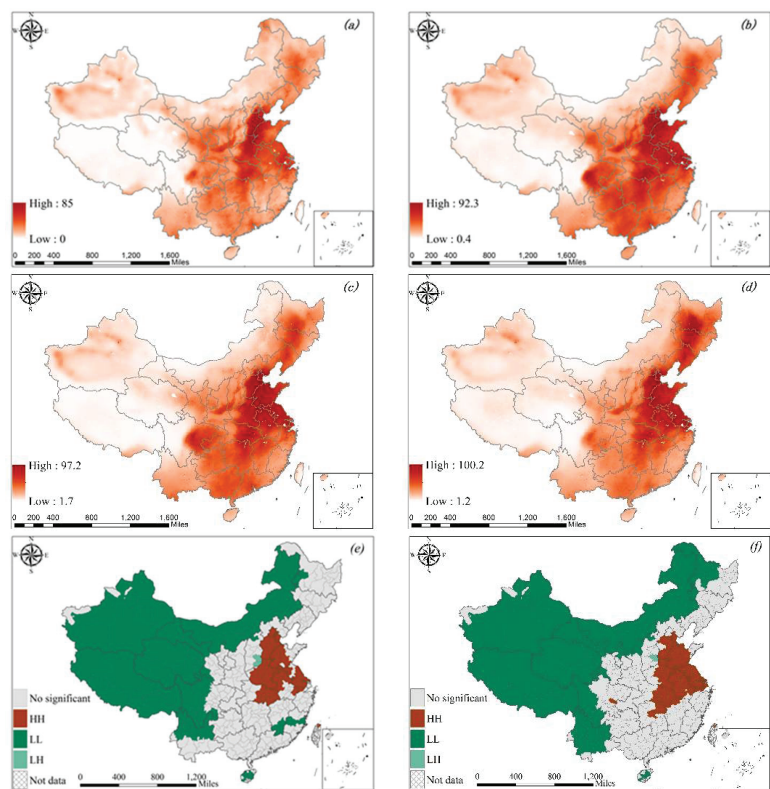 N
W E
S
(a)
High : 85
Low : 0
0 200 400 800 1,200 1,600
Miles
N
W E
S
(b)
High : 92.3
Low : 0.4
0 200 400 800 1,200 1,600
Miles
N
W E
S
(c)
High : 97.2
Low : 1.7
0 200 400 800 1,200 1,600
Miles
N
W E
S
(d)
High : 100.2
Low : 1.2
0 200 400 800 1,200 1,600
Miles
N
W E
S
(e)
No significant
HH
LL
LH
Not data
0 400 800 1,200
Miles
N
W E
S
(f)
No significant
HH
LL
LH
Not data
0 400 800 1,200
Miles